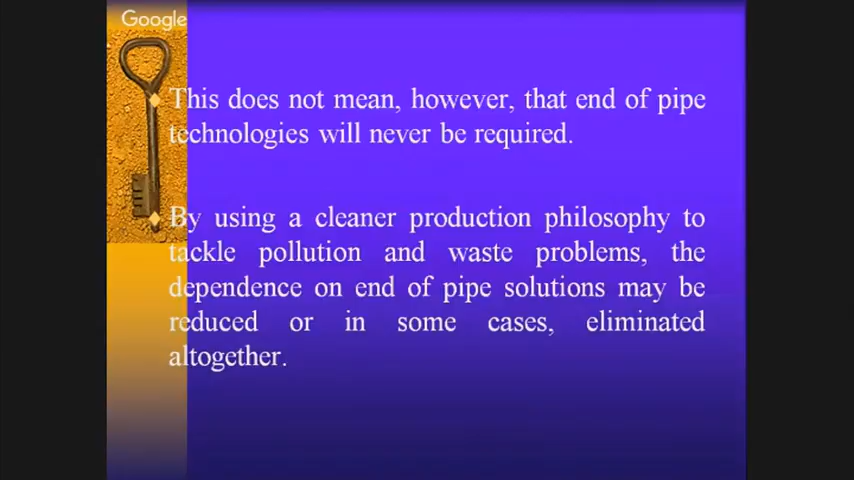 Google
This does not mean, however, that end of pipe
technologies will never be required.
By using a cleaner production philosophy to
tackle pollution and waste problems, the
dependence on end of pipe solutions may be
reduced or in some cases, eliminated
altogether.